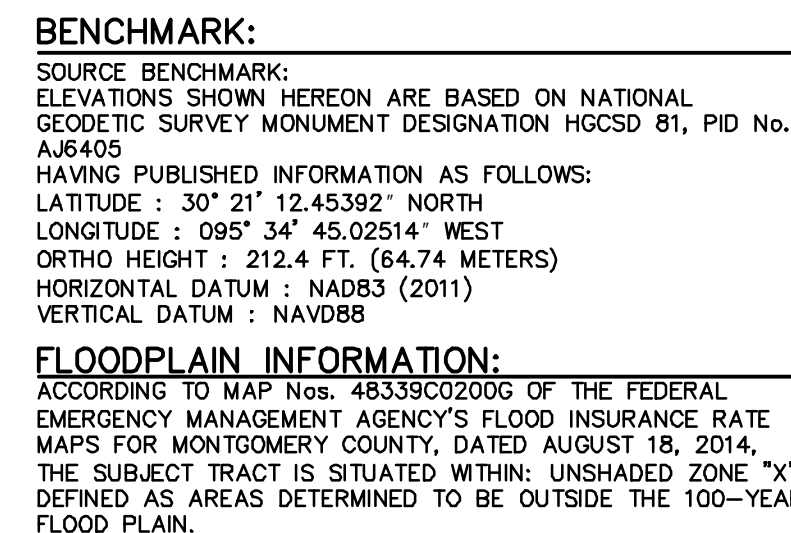 BENCHMARK:
SOURCE BENCHMARK:
ELEVATIONS SHOWN HEREON ARE BASED ON NATIONAL
GEODETIC SURVEY MONUMENT DESIGNATION HGCSD 81, PID No.
AJ6405
HAVING PUBLISHED INFORMATION AS FOLLOWS:
LATITUDE : 30° 21' 12.45392" NORTH
LONGITUDE : 095° 34' 45.02514" WEST
ORTHO HEIGHT : 212.4 FT. (64.74 METERS)
HORIZONTAL DATUM : NAD83 (2011)
VERTICAL DATUM : NAVD88
FLOODPLAIN INFORMATION:
ACCORDING TO MAP Nos. 48339C0200G OF THE FEDERAL
EMERGENCY MANAGEMENT AGENCY'S FLOOD INSURANCE RATE
MAPS FOR MONTGOMERY COUNTY, DATED AUGUST 18, 2014,
THE SUBJECT TRACT IS SITUATED WITHIN: UNSHADED ZONE "X"
DEFINED AS AREAS DETERMINED TO BE OUTSIDE THE 100-YEA
FLOOD PLAIN.